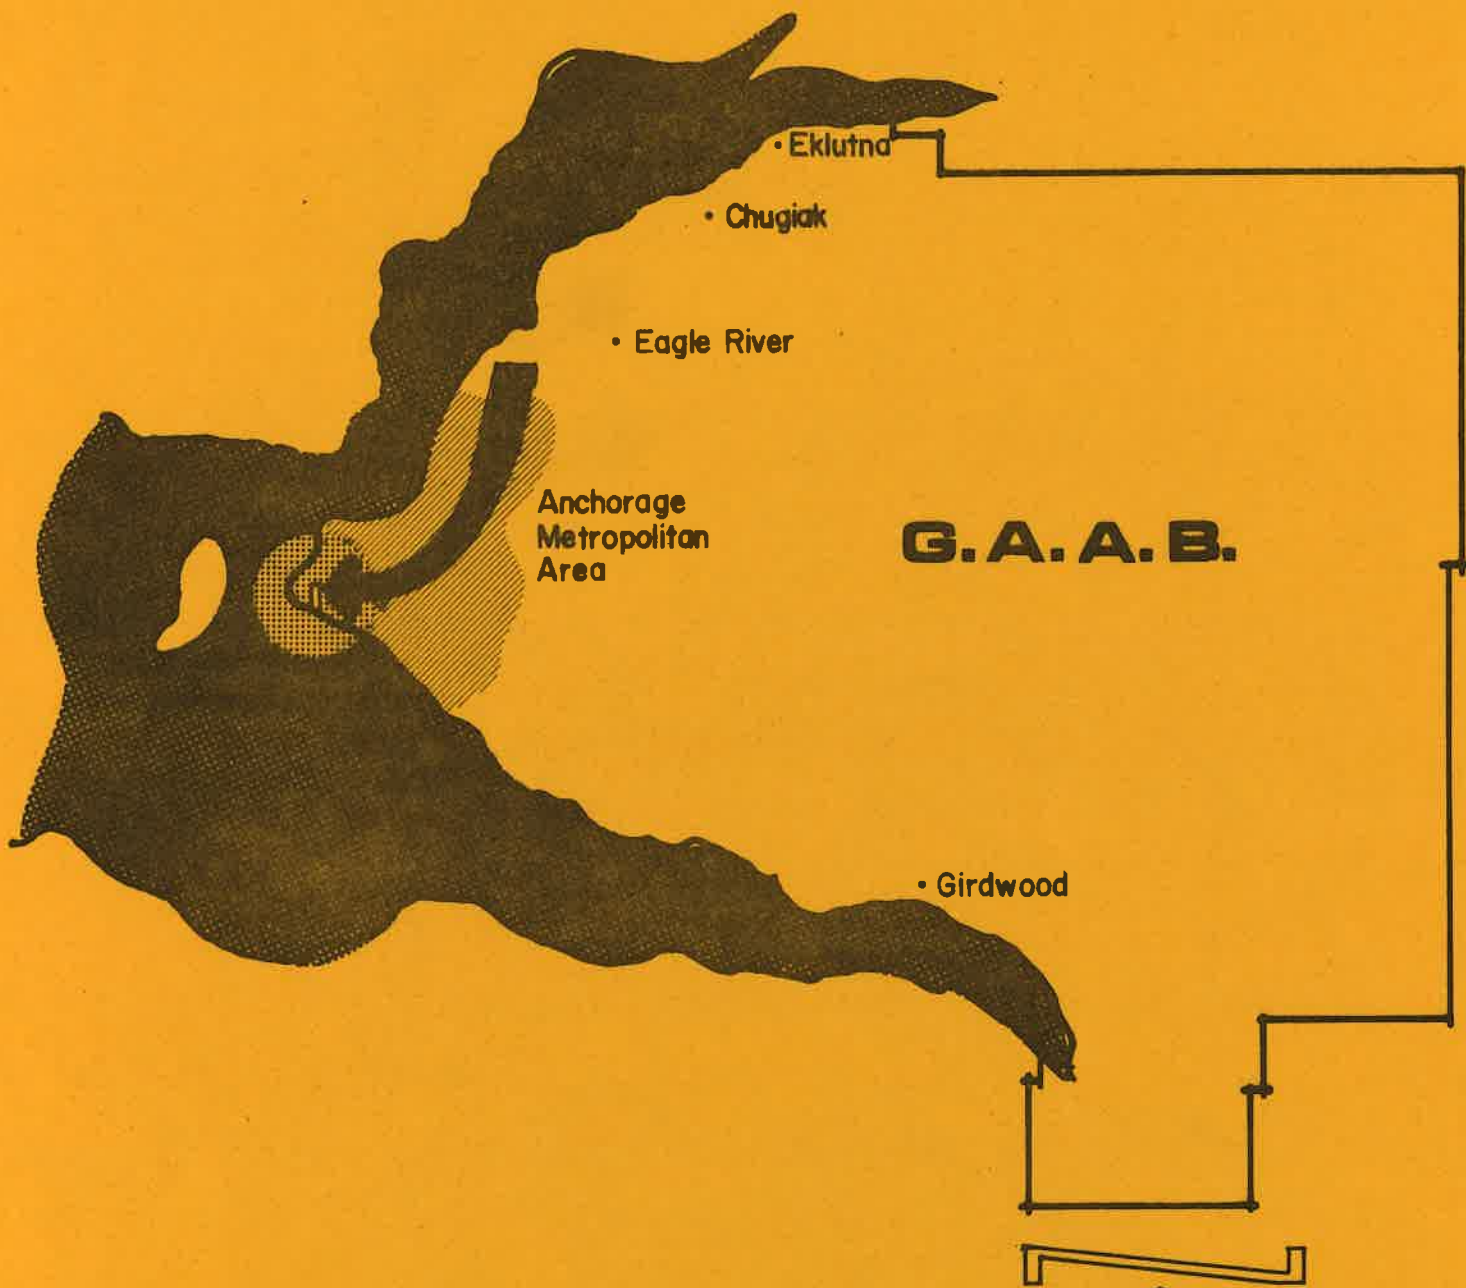 Eklutna
Chugiak
Eagle River
Anchorage
Metropolitan
Area
G.A.A.B.
Girdwood